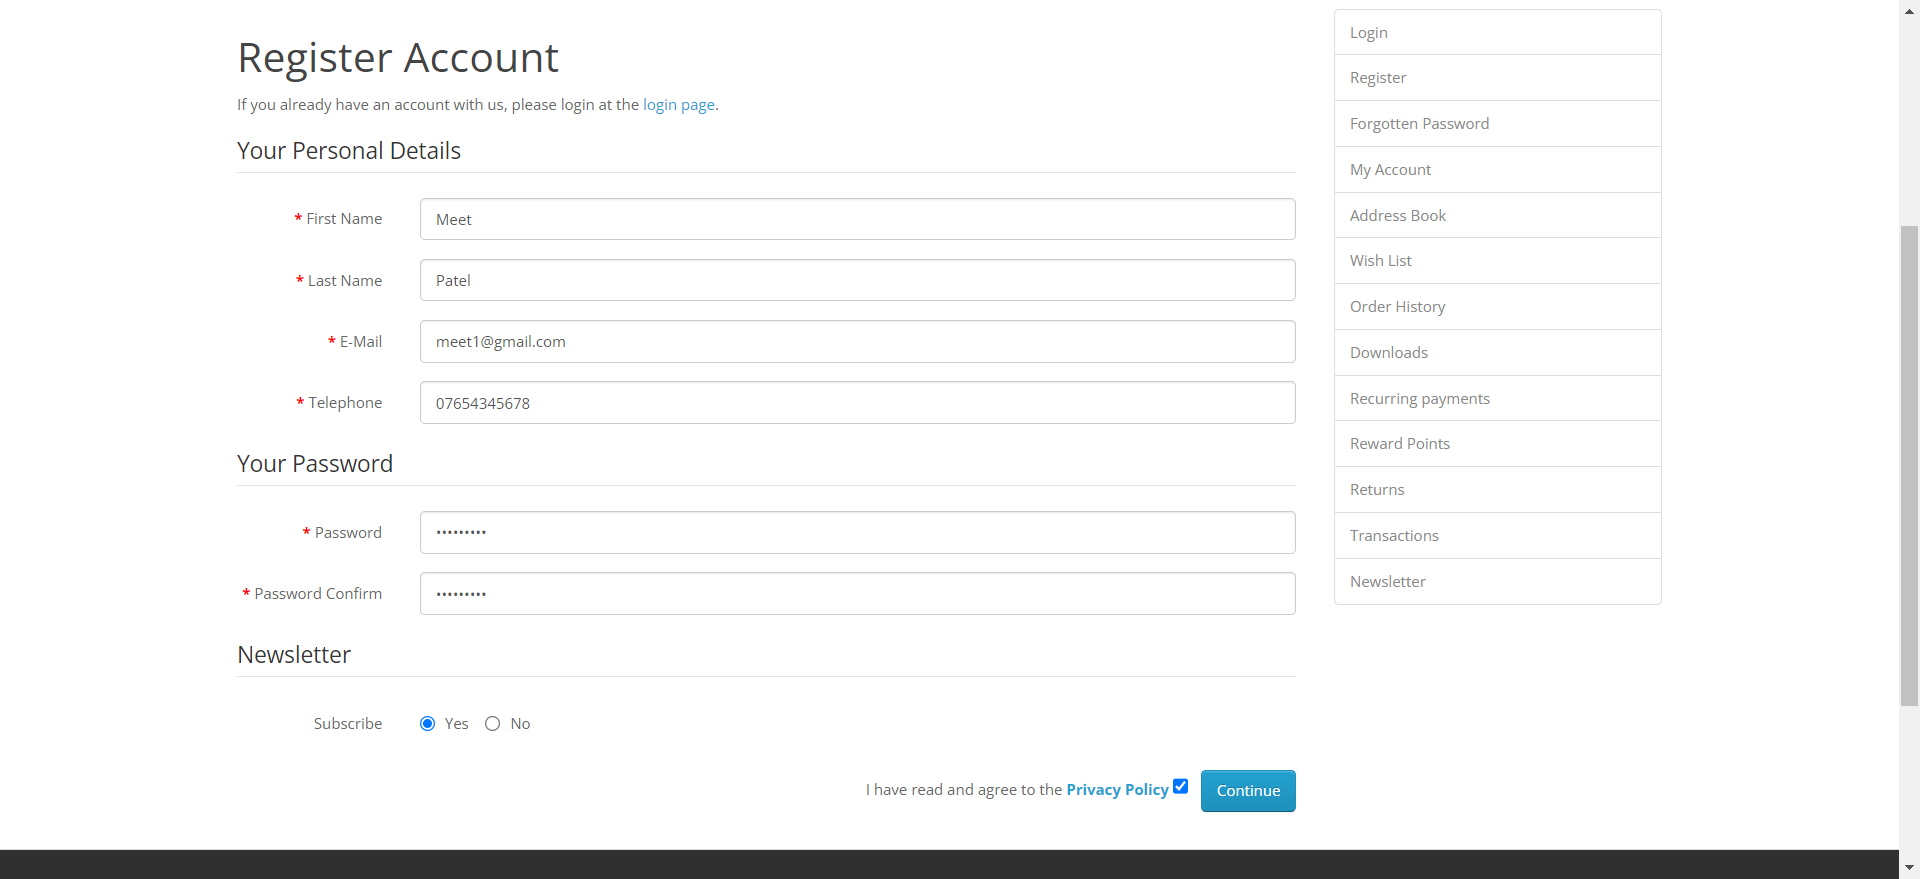 Register Account
If you already have an account with us, please login at the login page.
Your Personal Details
* First Name
Meet
* Last Name
Patel
* E-Mail
meet1@gmail.com
* Telephone
07654345678
Your Password
* Password
•••••••••
* Password Confirm
•••••••••
Newsletter
Subscribe
Yes No
I have read and agree to the Privacy Policy
Continue
Login
Register
Forgotten Password
My Account
Address Book
Wish List
Order History
Downloads
Recurring payments
Reward Points
Returns
Transactions
Newsletter